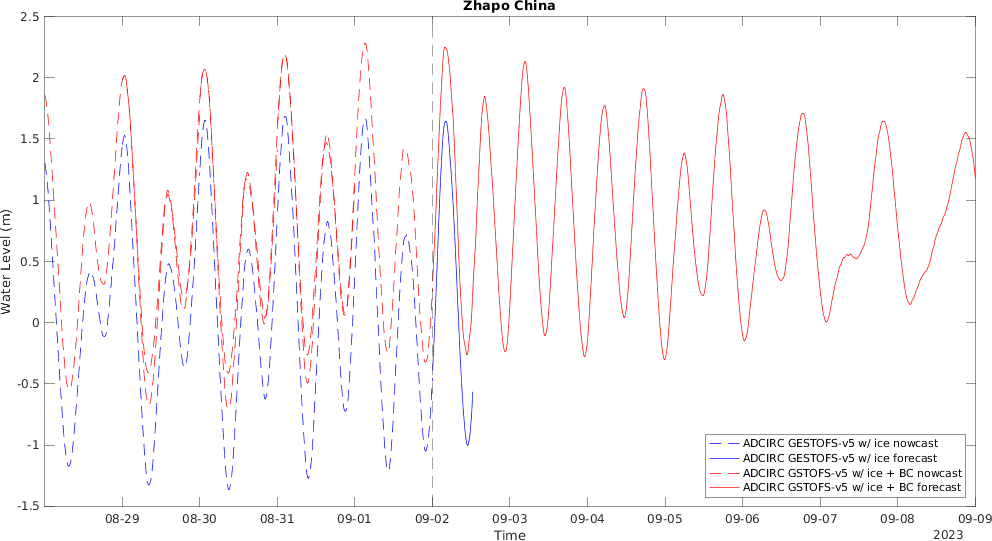 Zhapo China
2.5
2
1.5
1
0.5
0
-0.5
-1
-1.5
Water Level (m)
08-29 08-30 08-31 09-01 09-02 09-03 09-04 09-05 09-06 09-07 09-08 09-09
Time
2023
ADCIRC GESTOFS-v5 w/ ice nowcast
ADCIRC GESTOFS-v5 w/ ice forecast
ADCIRC GSTOFS-v5 w/ ice + BC nowcast
ADCIRC GSTOFS-v5 w/ ice + BC forecast